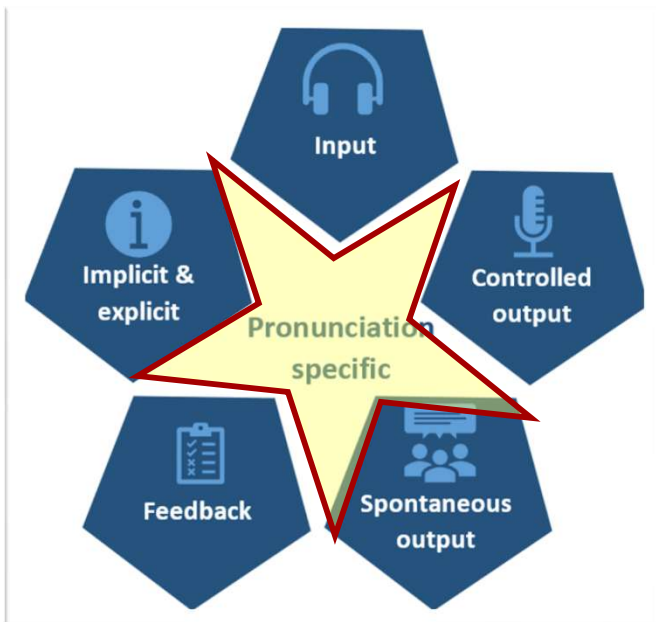 Input
Implicit &
explicit
Controlled
output
Pronunciation
specific
Feedback
Spontaneous
output